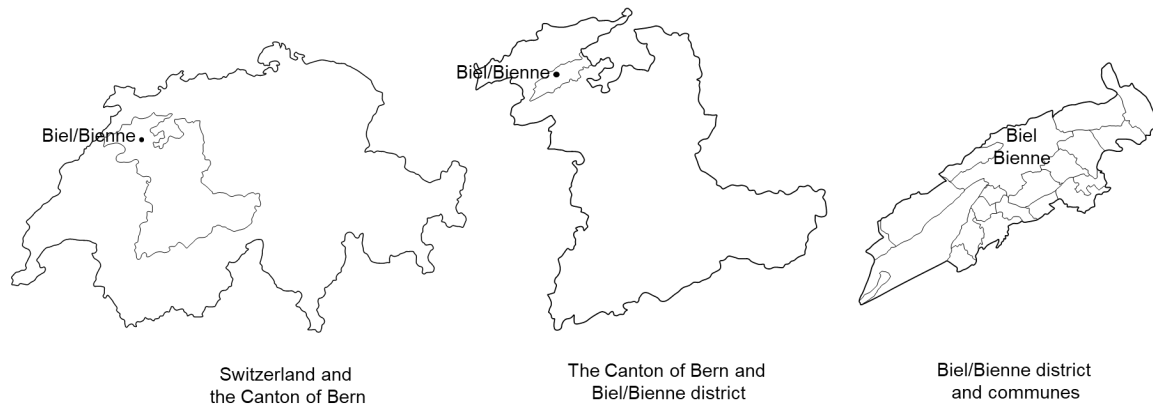 Biel/Bienne
Biel/Bienne
Biel
Bienne
Switzerland and
the Canton of Bern
The Canton of Bern and
Biel/Bienne district
Biel/Bienne district
and communes